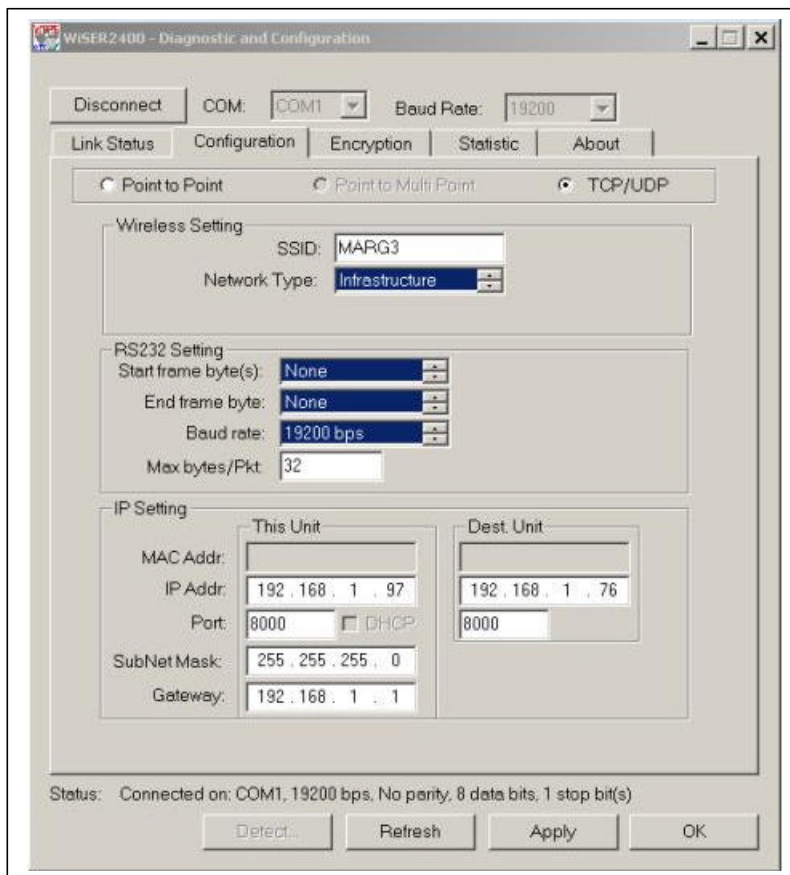 WiSER2400 - Diagnostic and Configuration
Disconnect COM: COM1 Baud Rate: 19200
Link Status Configuration Encryption Statistic About
Point to Point Point to Multi Point TCP/UDP
Wireless Setting
SSID: MARG3
Network Type: Infrastructure
RS232 Setting
Start frame byte(s): None
End frame byte: None
Baud rate: 19200 bps
Max bytes/Pkt: 32
IP Setting
This Unit Dest. Unit
MAC Addr:
IP Addr: 192 . 168 . 1 . 97 192 . 168 . 1 . 76
Port: 8000 DHCP 8000
SubNet Mask: 255 . 255 . 255 . 0
Gateway: 192 . 168 . 1 . 1
Status: Connected on: COM1, 19200 bps, No parity, 8 data bits, 1 stop bit(s)
Detect... Refresh Apply OK